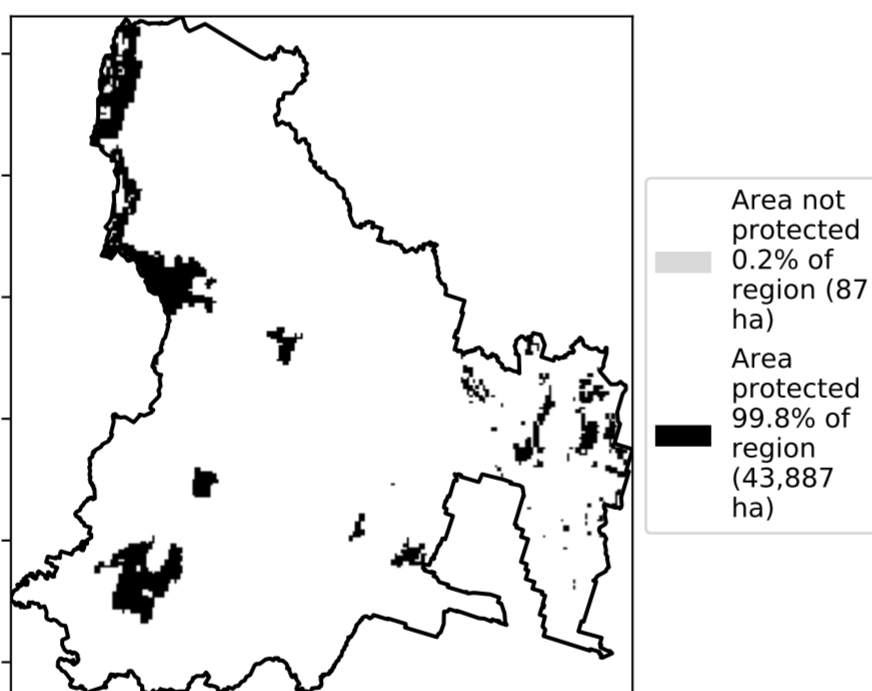 Area not
protected
0.2% of
region (87
ha)
Area
protected
99.8% of
region
(43,887
ha)